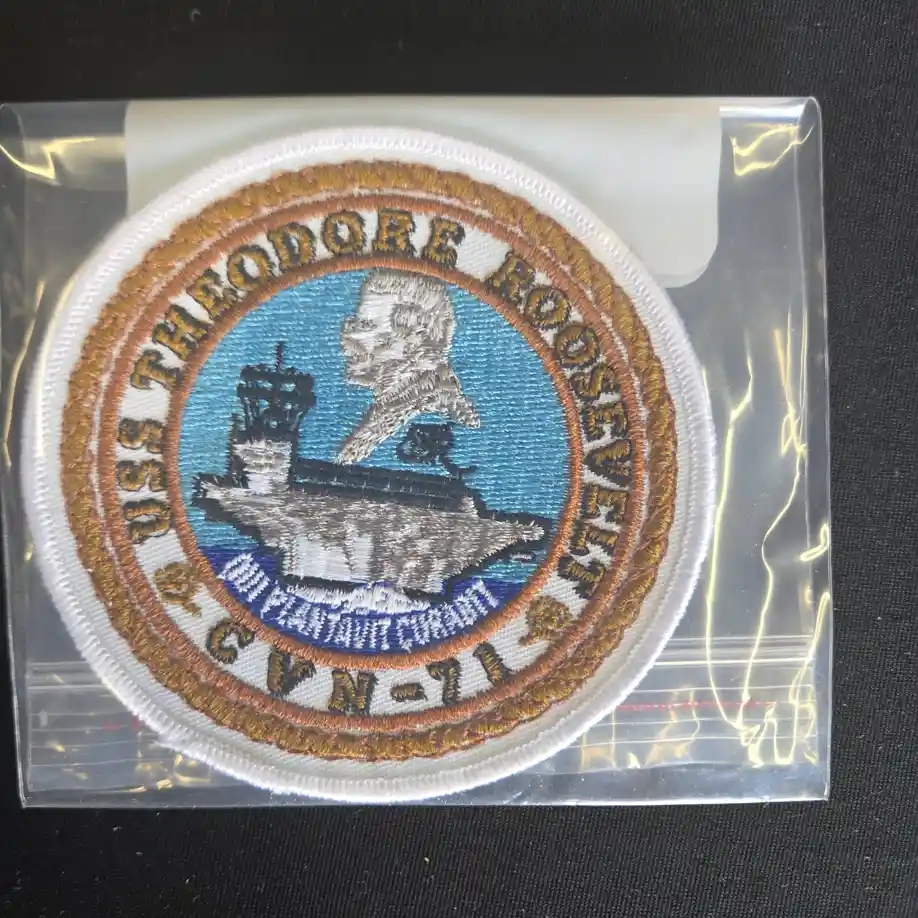 USS THEODORE ROOSEVELT
QUI PLANTAVIT CURABIT
CVN-71